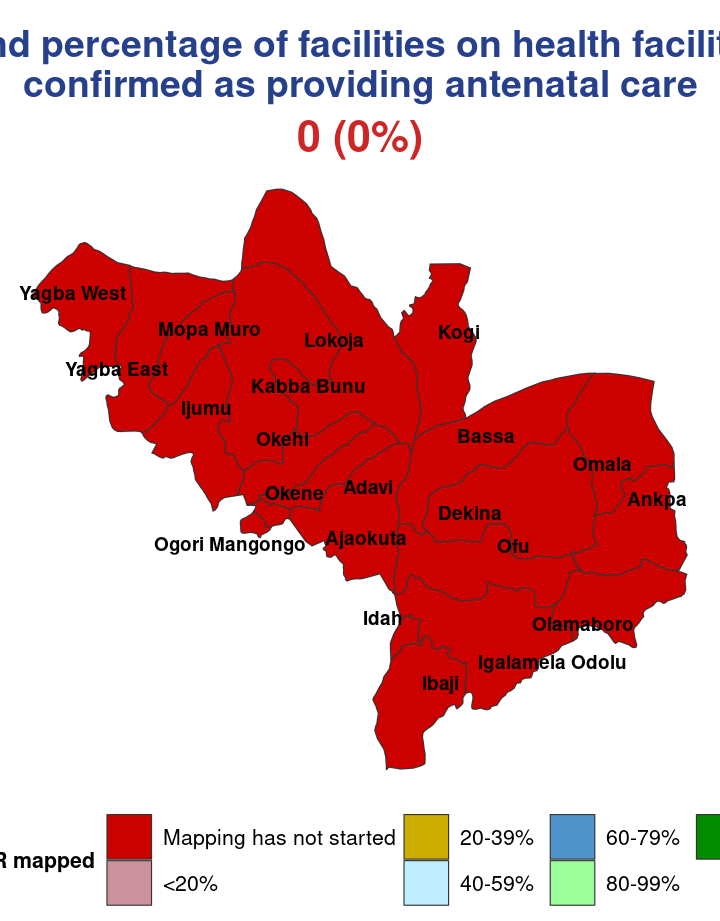 percentage of facilities on health
confirmed as providing antenatal care
0 (0%)
Yagba West
Mopa Muro
Lokoja
Kogi
Yagba East
Kabba Bunu
Ijumu
Okehi
Bassa
Omala
Okene
Adavi
Ankpa
Dekina
Ogori Mangongo
Ajaokuta
Ofu
Idah
Olamaboro
Igalamela Odolu
Ibaji
Mapping has not started
20-39%
60-79%
R mapped
<20%
40-59%
80-99%